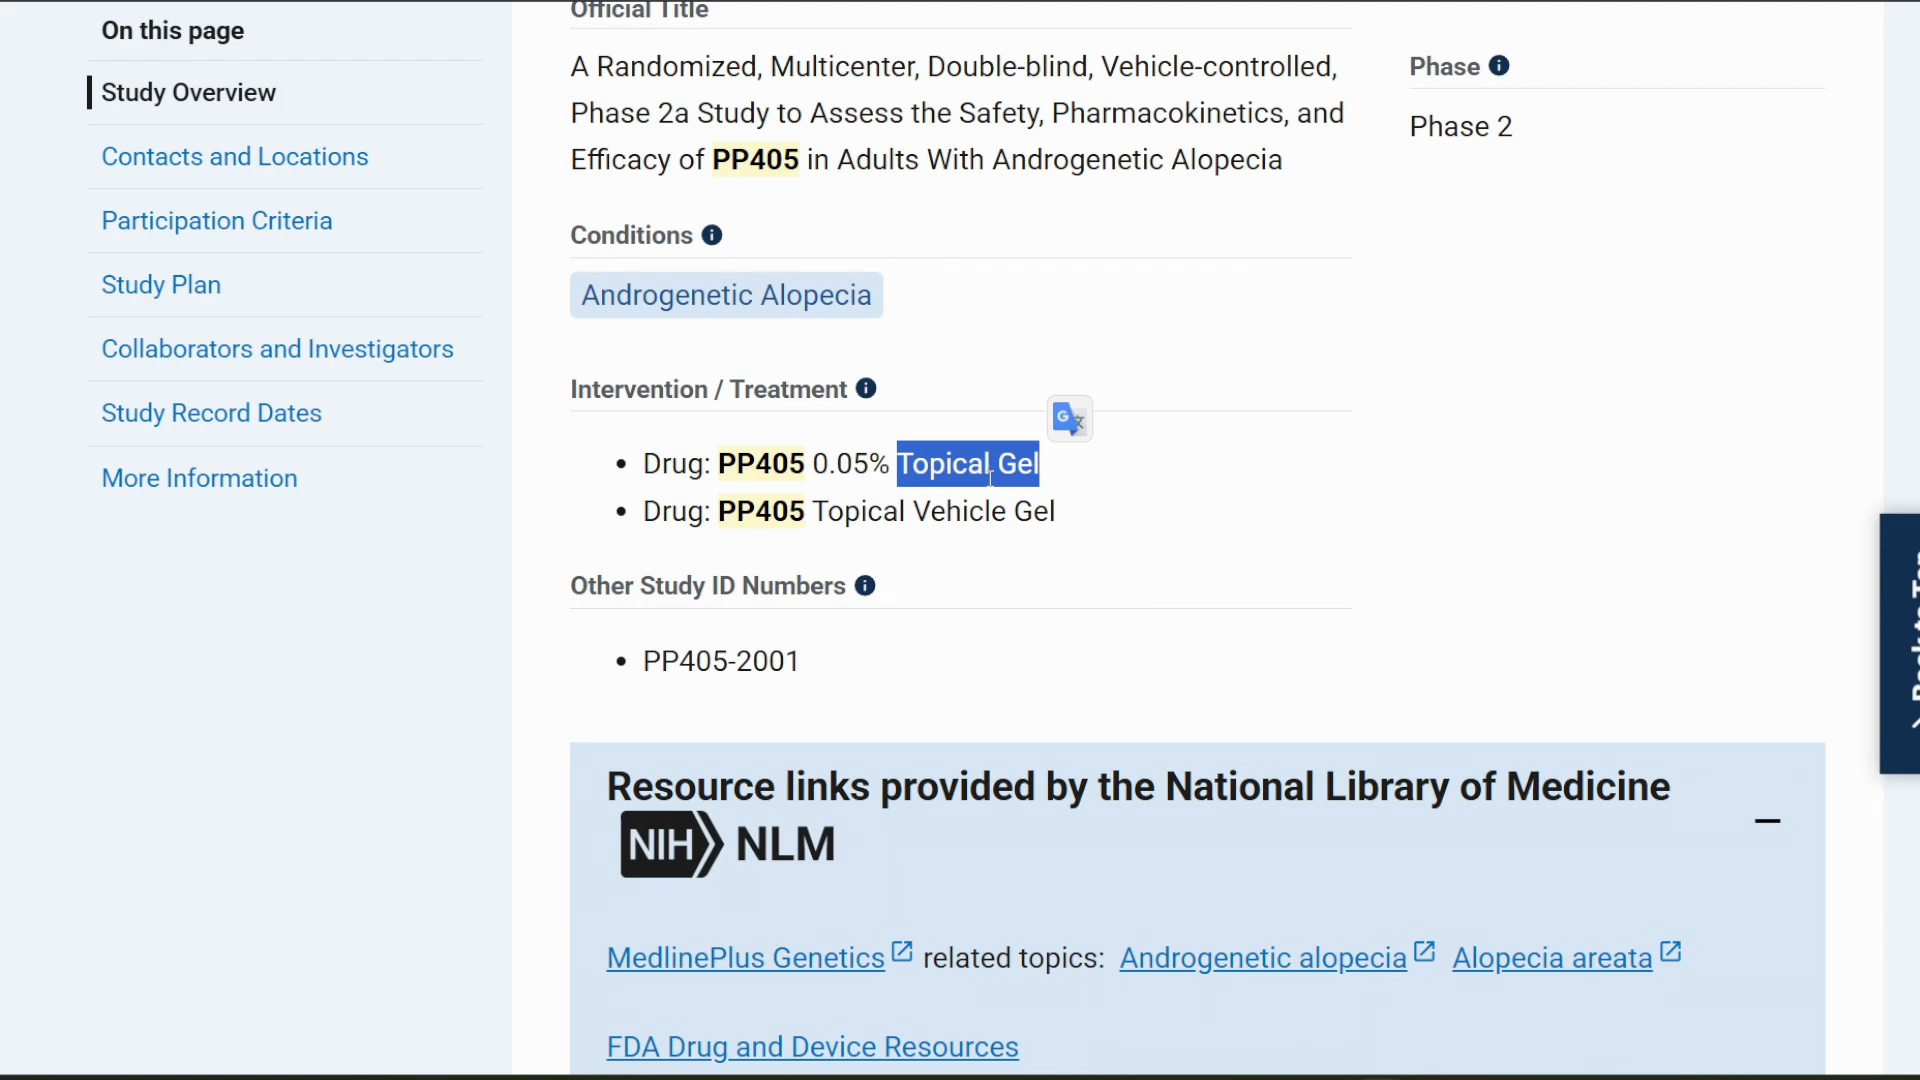 On this page
Study Overview
Contacts and Locations
Participation Criteria
Study Plan
Collaborators and Investigators
Study Record Dates
More Information
Official Title
A Randomized, Multicenter, Double-blind, Vehicle-controlled,
Phase 2a Study to Assess the Safety, Pharmacokinetics, and
Efficacy of PP405 in Adults With Androgenetic Alopecia
Conditions
Androgenetic Alopecia
Intervention / Treatment
• Drug: PP405 0.05% Topical Gel
• Drug: PP405 Topical Vehicle Gel
Other Study ID Numbers
• PP405-2001
Phase
Phase 2
Resource links provided by the National Library of Medicine
NIH NLM
MedlinePlus Genetics related topics: Androgenetic alopecia Alopecia areata
FDA Drug and Device Resources